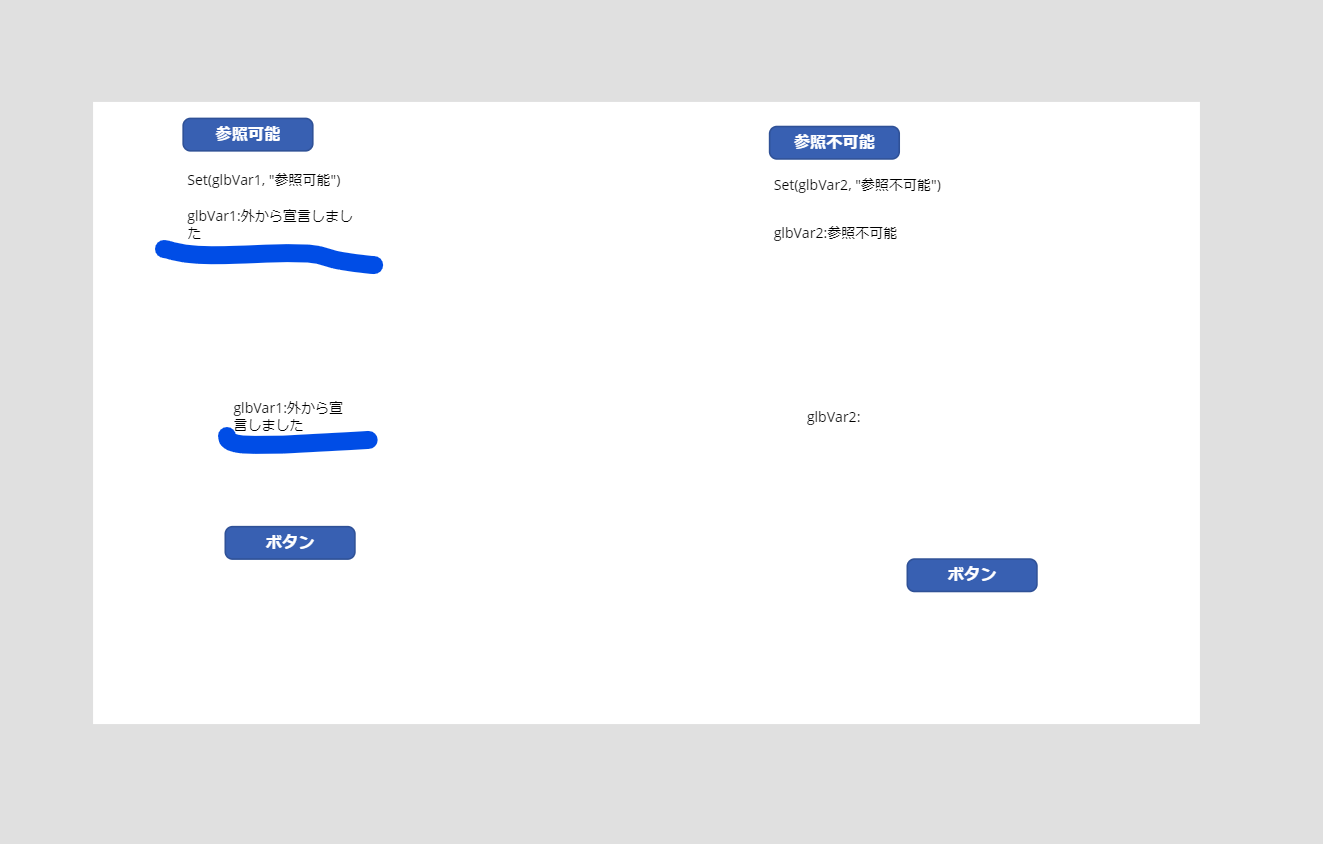 参照可能
Set(glbVar1, "参照可能")
glbVar1:外から宣言しまし
た
glbVar1:外から宣
言しました
ボタン
参照不可能
Set(glbVar2, "参照不可能")
glbVar2:参照不可能
glbVar2:
ボタン